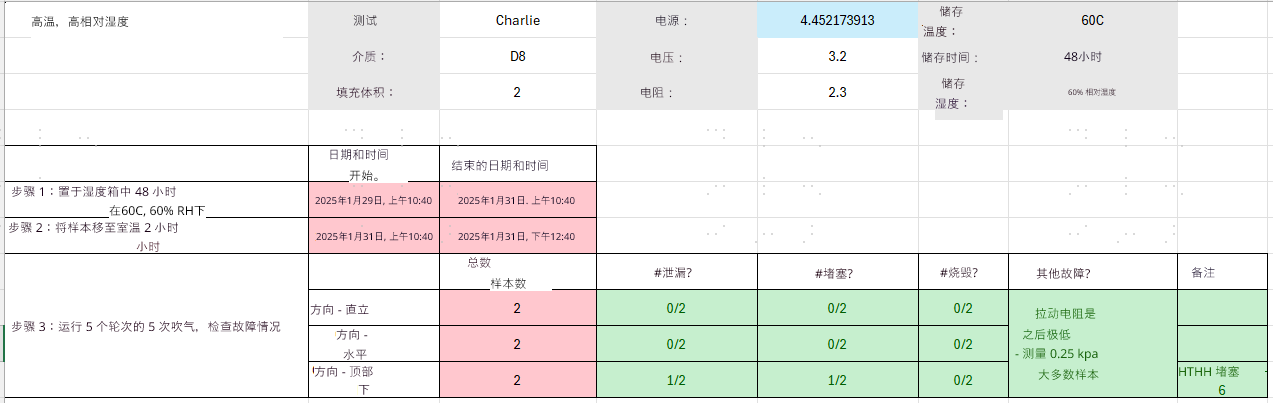 高温，高相对湿度
测试
Charlie
电源：
4.452173913
储存
温度：
60C
介质：
D8
电压：
3.2
储存时间：
48小时
填充体积：
2
电阻：
2.3
储存
湿度：
60% 相对湿度
日期和时间
开始。
结束的日期和时间
步骤 1：置于湿度箱中 48 小时
在60C, 60% RH下
2025年1月29日, 上午10:40
2025年1月31日, 上午10:40
步骤 2：将样本移至室温 2 小时
小时
2025年1月31日, 上午10:40
2025年1月31日, 下午12:40
总数
样本数
#泄漏?
#堵塞?
#烧毁?
其他故障?
备注
步骤 3：运行 5 个轮次的 5 次吹气，检查故障情况
方向 - 直立
2
0/2
0/2
0/2
方向 -
水平
2
0/2
0/2
0/2
方向 - 顶部
下
2
1/2
1/2
0/2
拉动电阻是
之后极低
- 测量 0.25 kpa
大多数样本
HTHH 堵塞
6